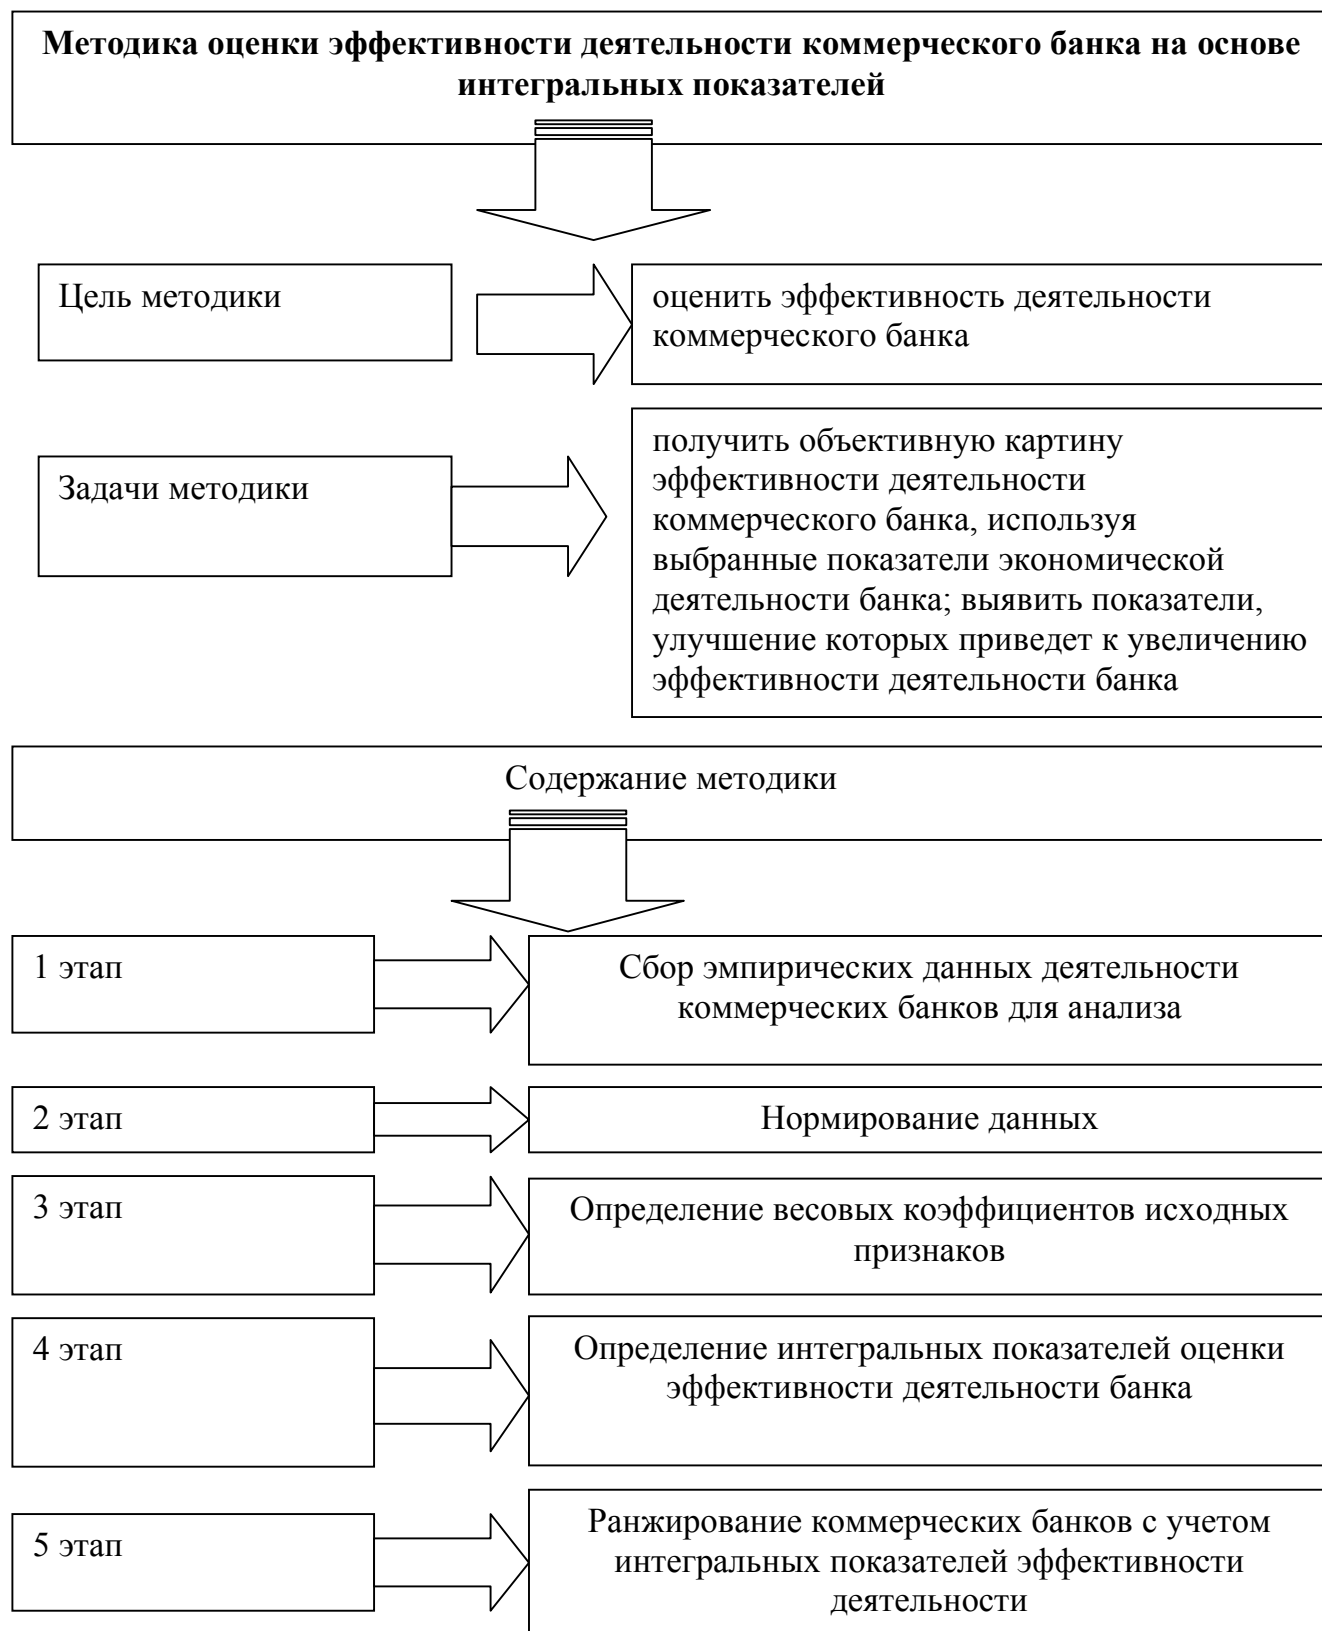 Методика оценки эффективности деятельности коммерческого банка на основе
интегральных показателей
Цель методики
оценить эффективность деятельности
коммерческого банка
Задачи методики
получить объективную картину
эффективности деятельности
коммерческого банка, используя
выбранные показатели экономической
деятельности банка; выявить показатели,
улучшение которых приведет к увеличению
эффективности деятельности банка
Содержание методики
1 этап
Сбор эмпирических данных деятельности
коммерческих банков для анализа
2 этап
Нормирование данных
3 этап
Определение весовых коэффициентов исходных
признаков
4 этап
Определение интегральных показателей оценки
эффективности деятельности банка
5 этап
Ранжирование коммерческих банков с учетом
интегральных показателей эффективности
деятельности